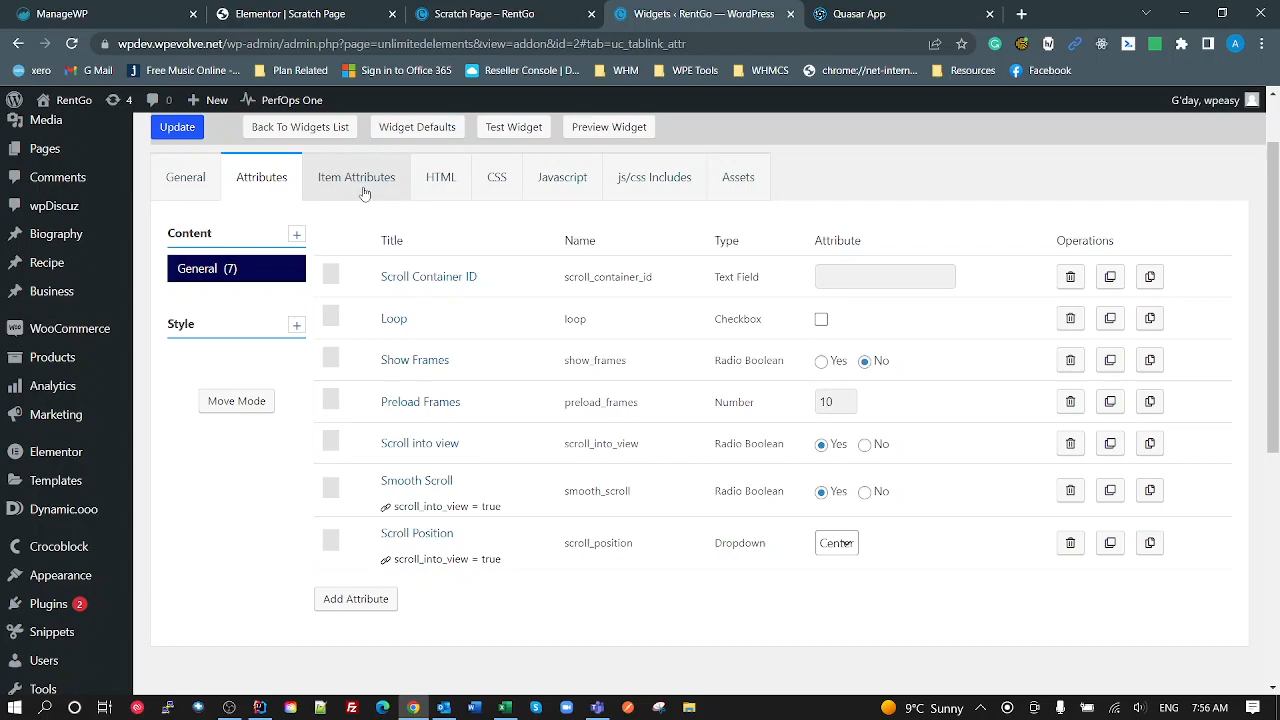 ManageWP
Elementor | Scratch Page
Scratch Page – RentGo
Widgets ‹ RentGo — WordPress
Quasar App
wpdev.wpevolve.net/wp-admin/admin.php?page=unlimitedelements&view=addon&id=2#tab=uc_tablink_attr
A
xero
G Mail
Free Music Online -...
Plan Related
Sign in to Office 365
Reseller Console | D...
WHM
WPE Tools
WHMCS
chrome://net-intern...
Resources
Facebook
RentGo
4
0
New
PerfOps One
G'day, wpeasy
Media
Pages
Comments
wpDiscuz
Biography
Recipe
Business
WooCommerce
Products
Analytics
Marketing
Elementor
Templates
Dynamic.ooo
Crocoblock
Appearance
Plugins 2
Snippets
Users
Tools
Update
Back To Widgets List
Widget Defaults
Test Widget
Preview Widget
General
Attributes
Item Attributes
HTML
CSS
Javascript
js/css Includes
Assets
Content
+
General (7)
Style
+
Move Mode
Title Name Type Attribute Operations
Scroll Container ID scroll_container_id Text Field
Loop loop Checkbox
Show Frames show_frames Radio Boolean Yes No
Preload Frames preload_frames Number 10
Scroll into view scroll_into_view Radio Boolean Yes No
Smooth Scroll smooth_scroll Radio Boolean Yes No
scroll_into_view = true
Scroll Position scroll_position Dropdown Center
scroll_into_view = true
Add Attribute
9°C Sunny
ENG
7:56 AM